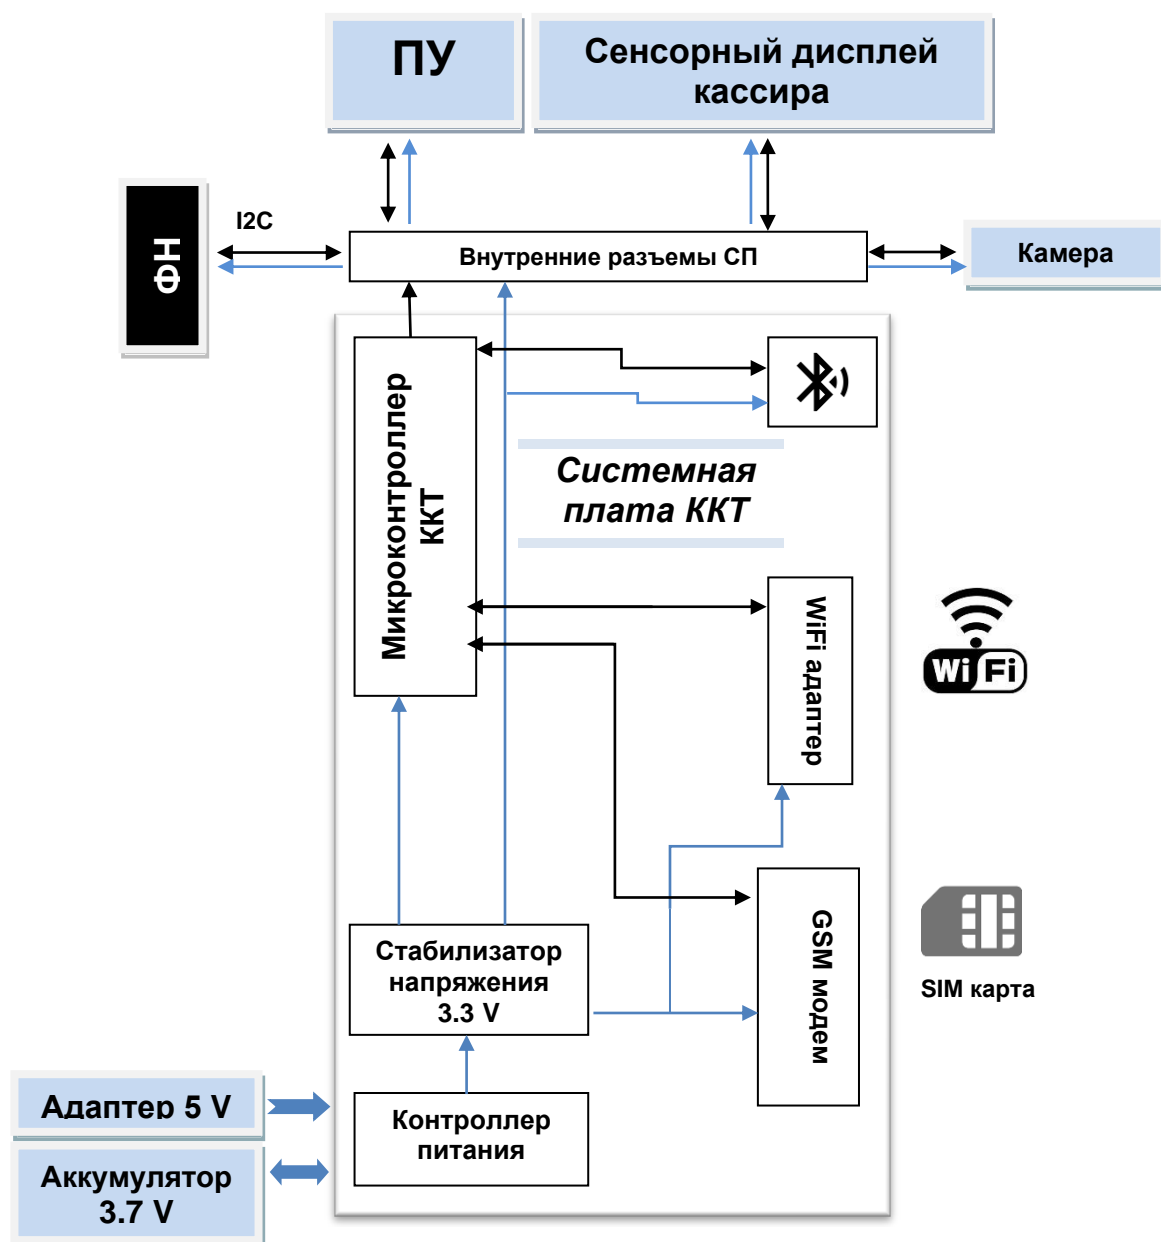 ПУ
Сенсорный дисплей
кассира
ФН
I2C
Внутренние разъемы СП
Камера
Микроконтроллер
ККТ
Системная
плата ККТ
WiFi адаптер
Wi Fi
Стабилизатор
напряжения
3.3 V
GSM модем
SIM карта
Адаптер 5 V
Контроллер
питания
Аккумулятор
3.7 V